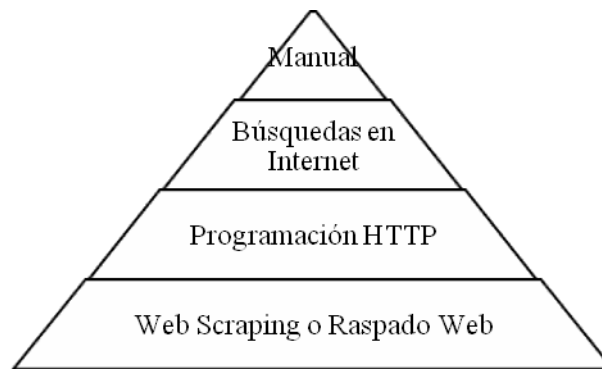 Manual
Búsquedas en
Internet
Programación HTTP
Web Scraping o Raspado Web